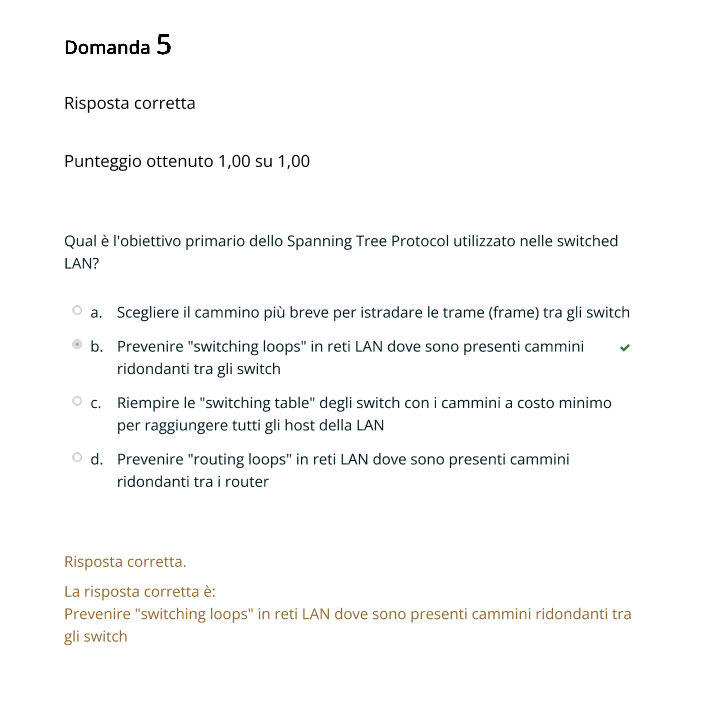 Domanda 5
Risposta corretta
Punteggio ottenuto 1,00 su 1,00
Qual è l'obiettivo primario dello Spanning Tree Protocol utilizzato nelle switched
LAN?
a. Scegliere il cammino più breve per istradare le trame (frame) tra gli switch
b. Prevenire "switching loops" in reti LAN dove sono presenti cammini
ridondanti tra gli switch
c. Riempire le "switching table" degli switch con i cammini a costo minimo
per raggiungere tutti gli host della LAN
d. Prevenire "routing loops" in reti LAN dove sono presenti cammini
ridondanti tra i router
Risposta corretta.
La risposta corretta è:
Prevenire "switching loops" in reti LAN dove sono presenti cammini ridondanti tra
gli switch